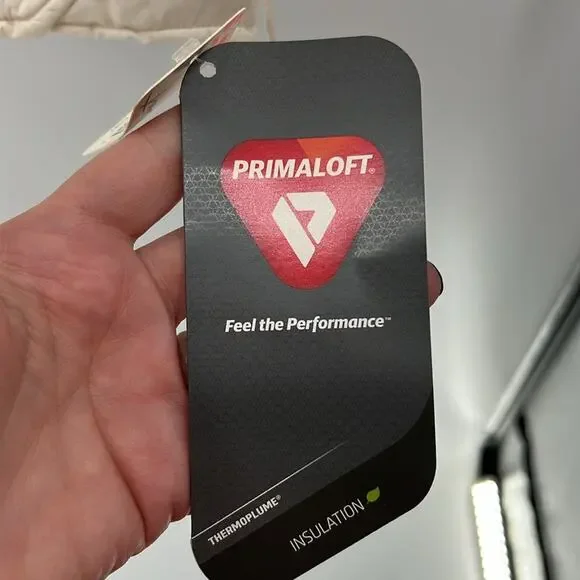 PRIMALOFT®
Feel the Performance™
THERMOPLUME®
INSULATION